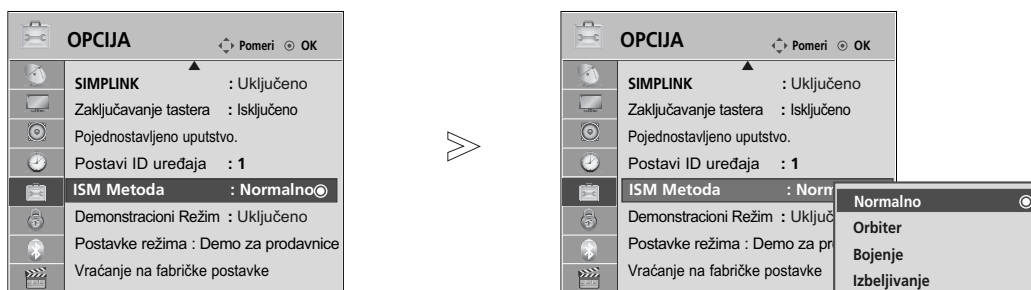 OPCIJA Pomeri OK
SIMPLINK : Uključeno
Zaključavanje tastera : Isključeno
Pojednostavljeno uputstvo.
Postavi ID uređaja : 1
ISM Metoda : Normalno
Demonstracioni Režim : Uključeno
Postavke režima : Demo za prodavnice
Vraćanje na fabričke postavke
OPCIJA Pomeri OK
SIMPLINK : Uključeno
Zaključavanje tastera : Isključeno
Pojednostavljeno uputstvo.
Postavi ID uređaja : 1
ISM Metoda : Norm
Demonstracioni Režim : Uključ
Postavke režima : Demo za pr
Vraćanje na fabričke postavke
Normalno
Orbiter
Bojenje
Izbeljivanje